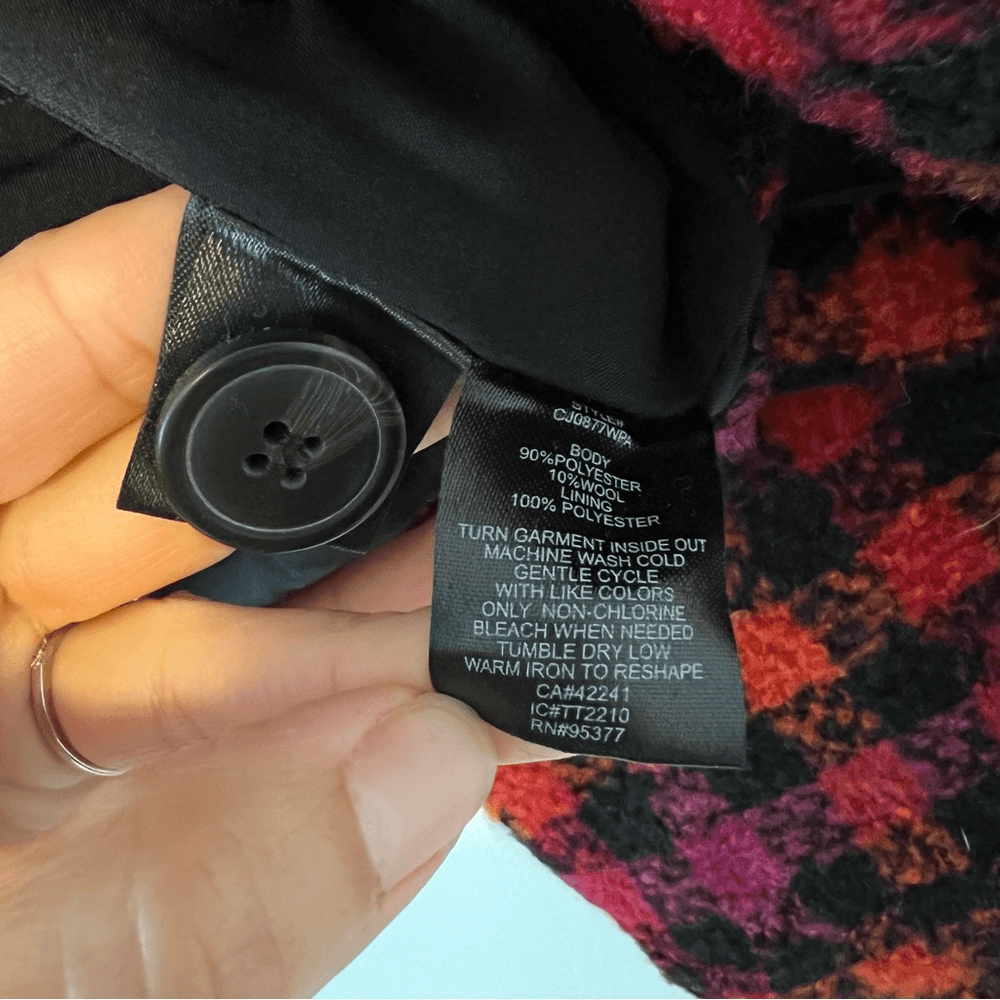 STYLE#
CJ0877WPA
BODY
90%POLYESTER
10%WOOL
LINING
100% POLYESTER
TURN GARMENT INSIDE OUT
MACHINE WASH COLD
GENTLE CYCLE
WITH LIKE COLORS
ONLY NON-CHLORINE
BLEACH WHEN NEEDED
TUMBLE DRY LOW
WARM IRON TO RESHAPE
CA#42241
IC#TT2210
RN#95377